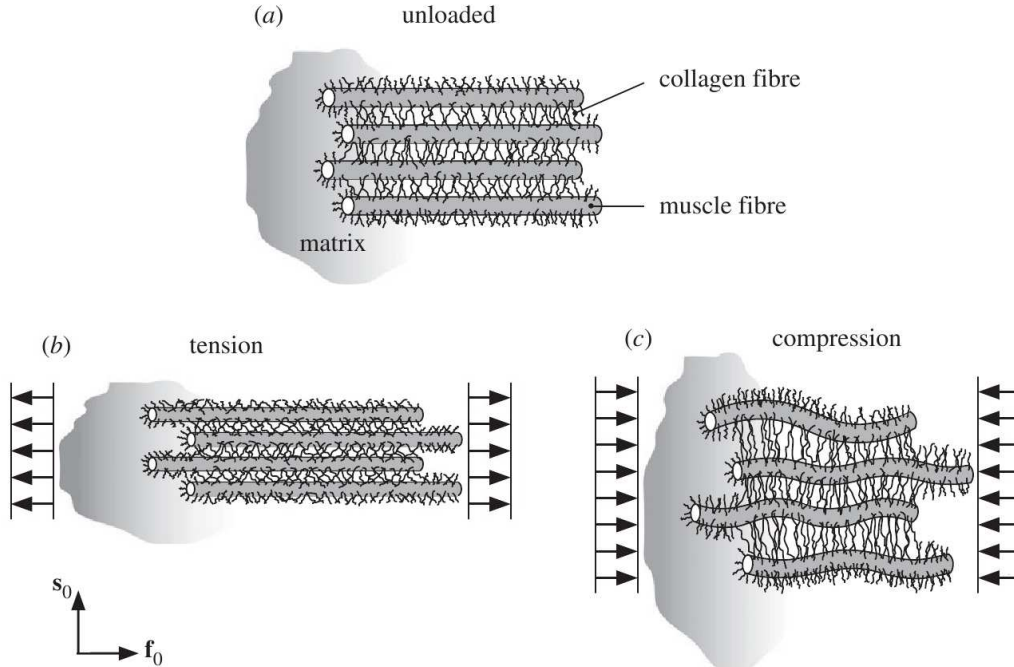 (a) unloaded
collagen fibre
muscle fibre
matrix
(b) tension
(c) compression
s0
f0